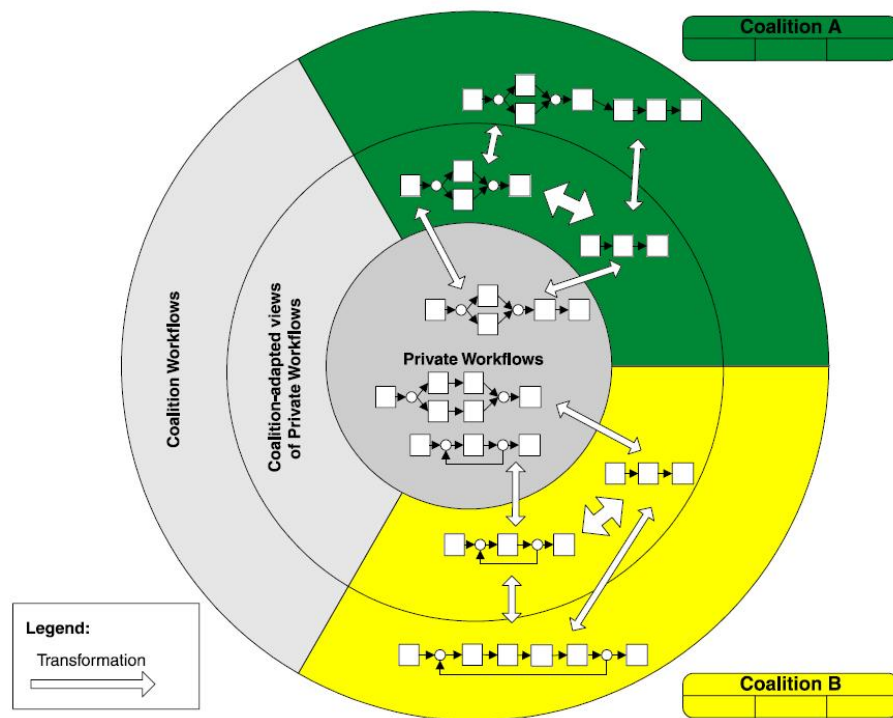 Coalition A
Coalition Workflows
Coalition-adapted views
of Private Workflows
Private Workflows
Legend:
Transformation
Coalition B